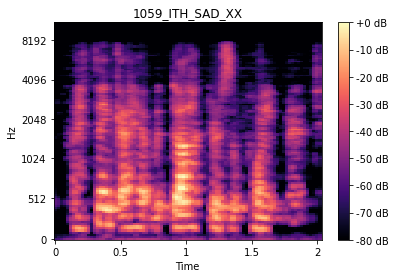 1059_ITH_SAD_XX
Hz
8192
4096
2048
1024
512
0
0
0.5
1
1.5
2
Time
+0 dB
-10 dB
-20 dB
-30 dB
-40 dB
-50 dB
-60 dB
-70 dB
-80 dB